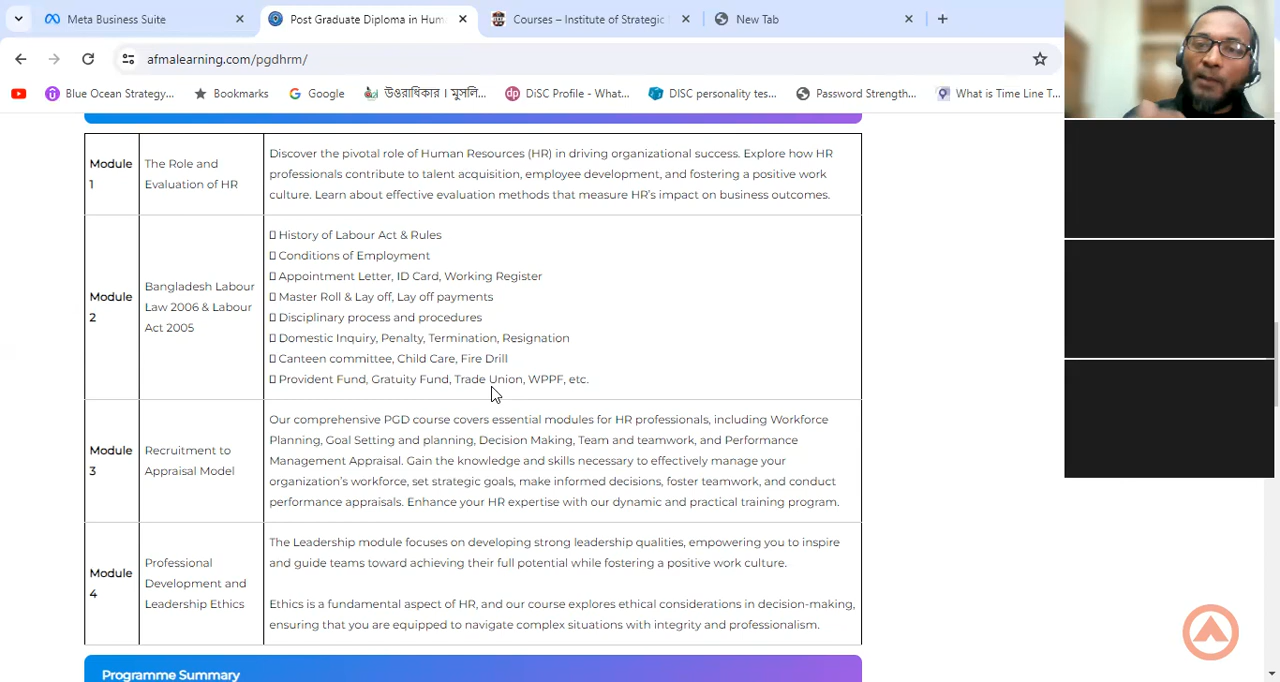 Meta Business Suite
Post Graduate Diploma in Hum
Courses – Institute of Strategic
New Tab
afmalearning.com/pgdhrm/
Blue Ocean Strategy...
Bookmarks
Google
উত্তরাধিকার । মুসলি...
DiSC Profile - What...
DISC personality tes...
Password Strength...
What is Time Line T...
Module 1
The Role and
Evaluation of HR
Discover the pivotal role of Human Resources (HR) in driving organizational success. Explore how HR
professionals contribute to talent acquisition, employee development, and fostering a positive work
culture. Learn about effective evaluation methods that measure HR's impact on business outcomes.
Module 2
Bangladesh Labour
Law 2006 & Labour
Act 2005
History of Labour Act & Rules
Conditions of Employment
Appointment Letter, ID Card, Working Register
Master Roll & Lay off, Lay off payments
Disciplinary process and procedures
Domestic Inquiry, Penalty, Termination, Resignation
Canteen committee, Child Care, Fire Drill
Provident Fund, Gratuity Fund, Trade Union, WPPF, etc.
Module 3
Recruitment to
Appraisal Model
Our comprehensive PGD course covers essential modules for HR professionals, including Workforce
Planning, Goal Setting and planning, Decision Making, Team and teamwork, and Performance
Management Appraisal. Gain the knowledge and skills necessary to effectively manage your
organization's workforce, set strategic goals, make informed decisions, foster teamwork, and conduct
performance appraisals. Enhance your HR expertise with our dynamic and practical training program.
Module 4
Professional
Development and
Leadership Ethics
The Leadership module focuses on developing strong leadership qualities, empowering you to inspire
and guide teams toward achieving their full potential while fostering a positive work culture.
Ethics is a fundamental aspect of HR, and our course explores ethical considerations in decision-making,
ensuring that you are equipped to navigate complex situations with integrity and professionalism.
Programme Summary